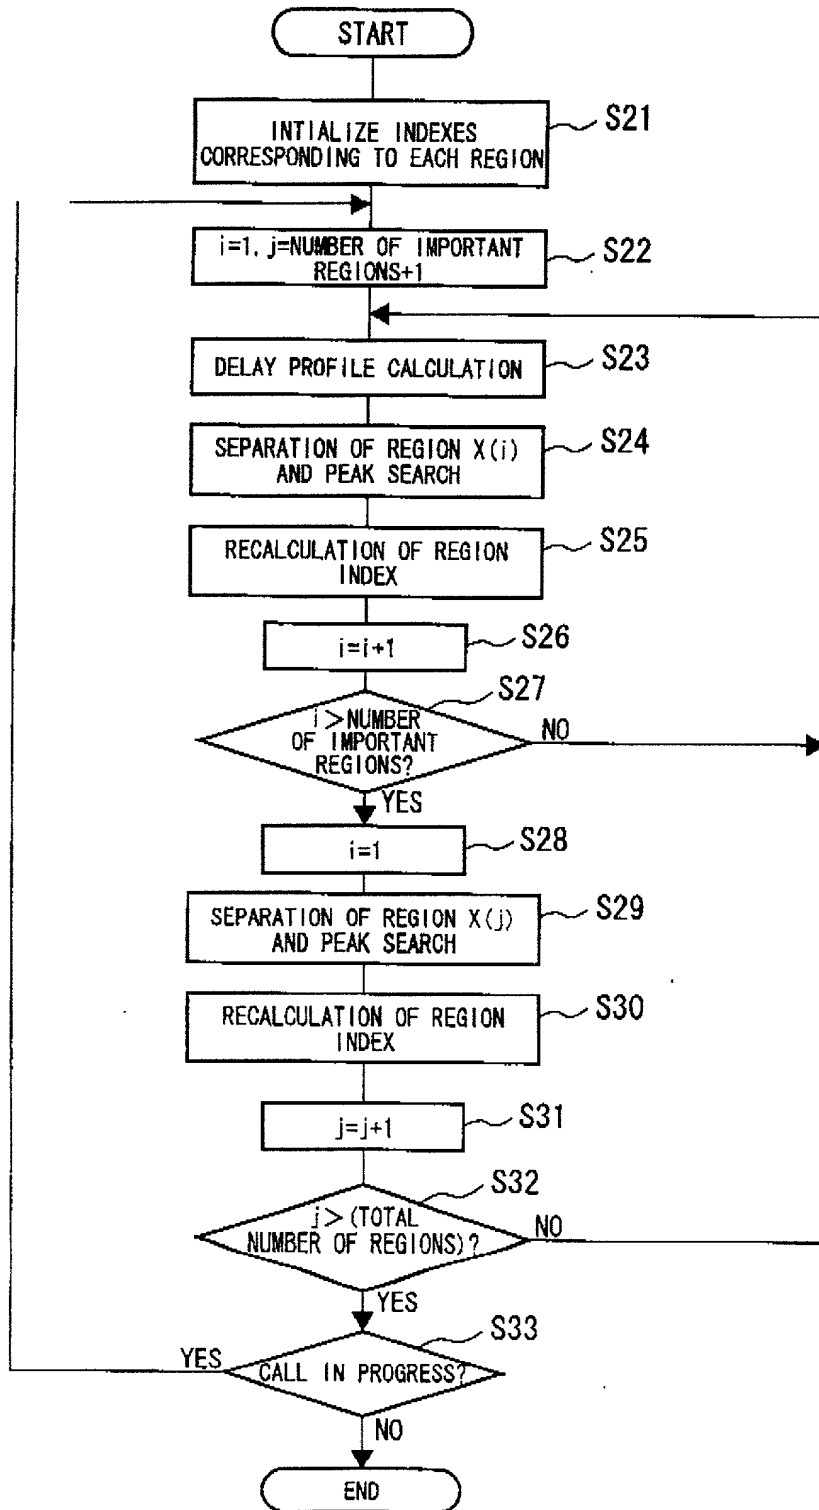 START
INTIALIZE INDEXES
CORRESPONDING TO EACH REGION
S21
i=1, j=NUMBER OF IMPORTANT
REGIONS+1
S22
DELAY PROFILE CALCULATION
S23
SEPARATION OF REGION X(i)
AND PEAK SEARCH
S24
RECALCULATION OF REGION
INDEX
S25
i=i+1
S26
S27
i>NUMBER
OF IMPORTANT
REGIONS?
NO
YES
i=1
S28
SEPARATION OF REGION X(j)
AND PEAK SEARCH
S29
RECALCULATION OF REGION
INDEX
S30
j=j+1
S31
S32
j>(TOTAL
NUMBER OF REGIONS)?
NO
YES
S33
YES
CALL IN PROGRESS?
NO
END